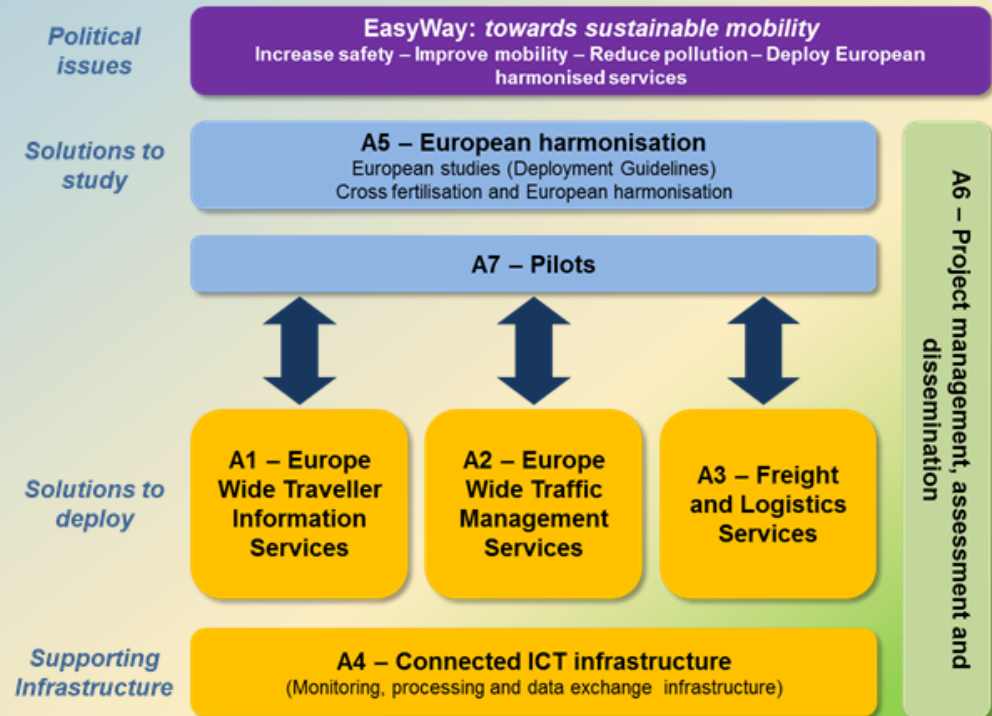 Political
issues
EasyWay: towards sustainable mobility
Increase safety – Improve mobility – Reduce pollution – Deploy European
harmonised services
Solutions to
study
A5 – European harmonisation
European studies (Deployment Guidelines)
Cross fertilisation and European harmonisation
A7 – Pilots
A6 – Project management, assessment and
dissemination
Solutions to
deploy
A1 – Europe
Wide Traveller
Information
Services
A2 – Europe
Wide Traffic
Management
Services
A3 – Freight
and Logistics
Services
Supporting
Infrastructure
A4 – Connected ICT infrastructure
(Monitoring, processing and data exchange infrastructure)